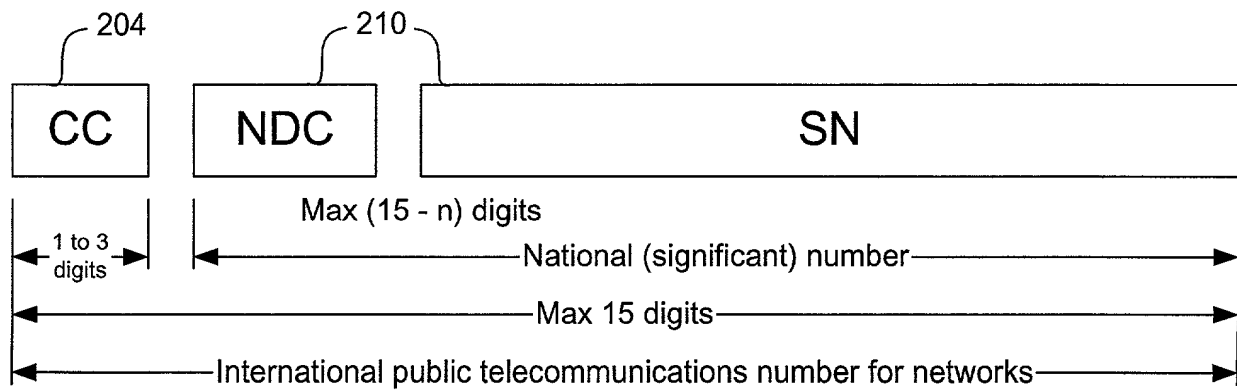 204
210
CC
NDC
SN
Max (15 - n) digits
1 to 3
digits
National (significant) number
Max 15 digits
International public telecommunications number for networks